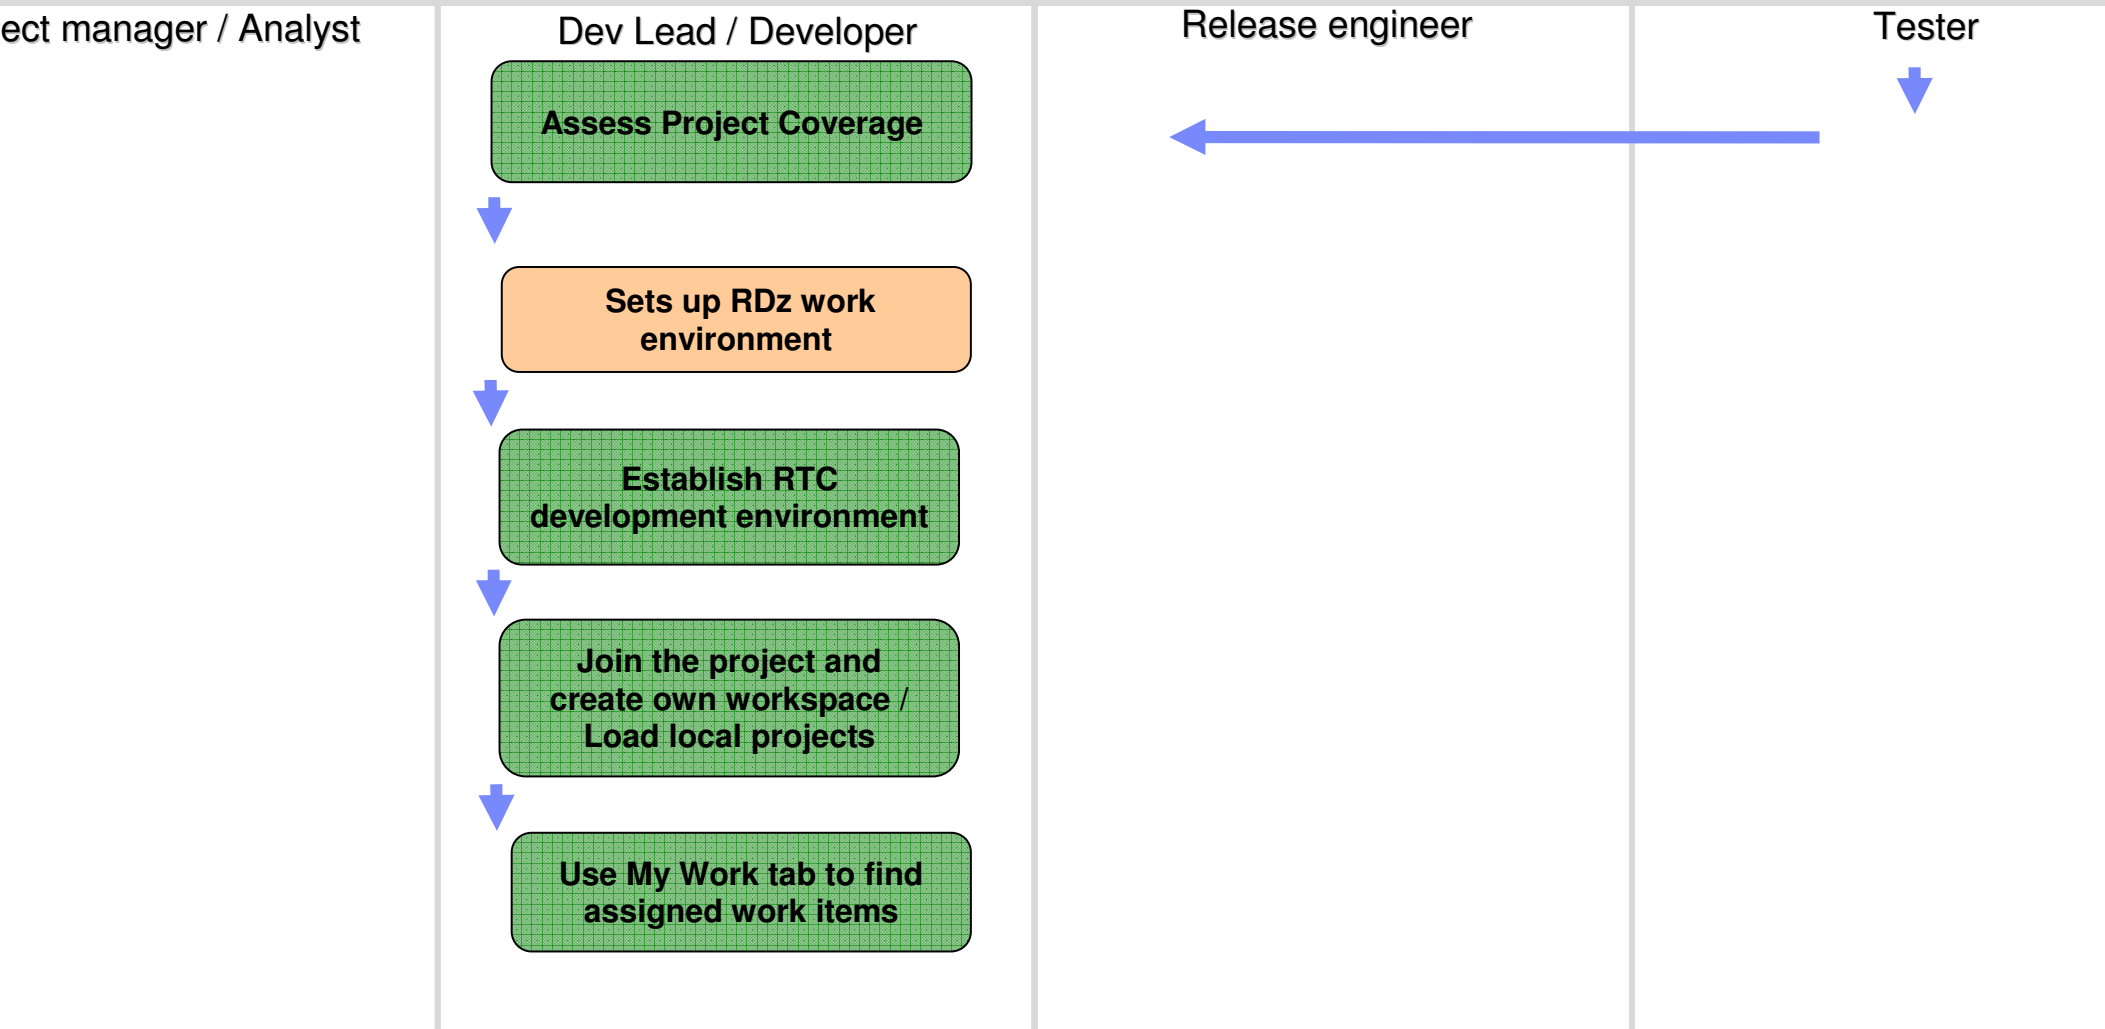 ect manager / Analyst
Dev Lead / Developer
Release engineer
Tester
Assess Project Coverage
Sets up RDz work
environment
Establish RTC
development environment
Join the project and
create own workspace /
Load local projects
Use My Work tab to find
assigned work items